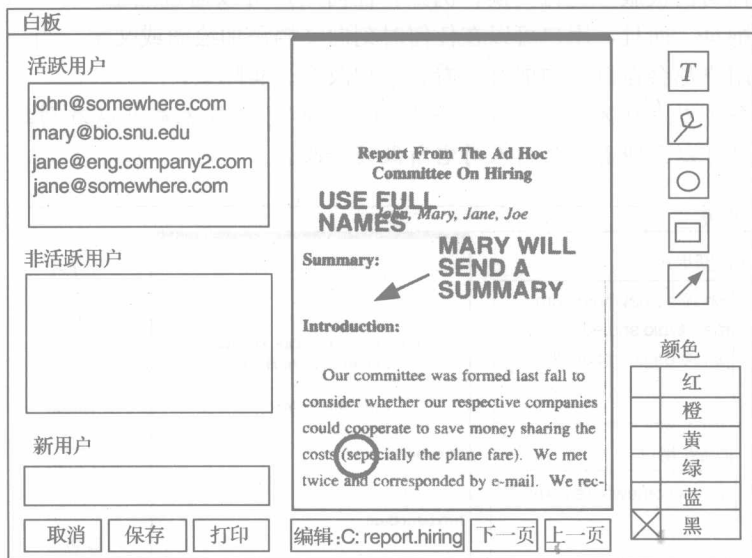 白板
活跃用户
john@somewhere.com
mary@bio.snu.edu
jane@eng.company2.com
jane@somewhere.com
非活跃用户
新用户
取消 保存 打印
Report From The Ad Hoc
Committee On Hiring
USE FULL
NAMES
John, Mary, Jane, Joe
MARY WILL
SEND A
SUMMARY
Summary:
Introduction:
Our committee was formed last fall to
consider whether our respective companies
could cooperate to save money sharing the
costs (sepecially the plane fare). We met
twice and corresponded by e-mail. We rec-
编辑:C: report.hiring 下一页 上一页
T
颜色
红
橙
黄
绿
蓝
黑